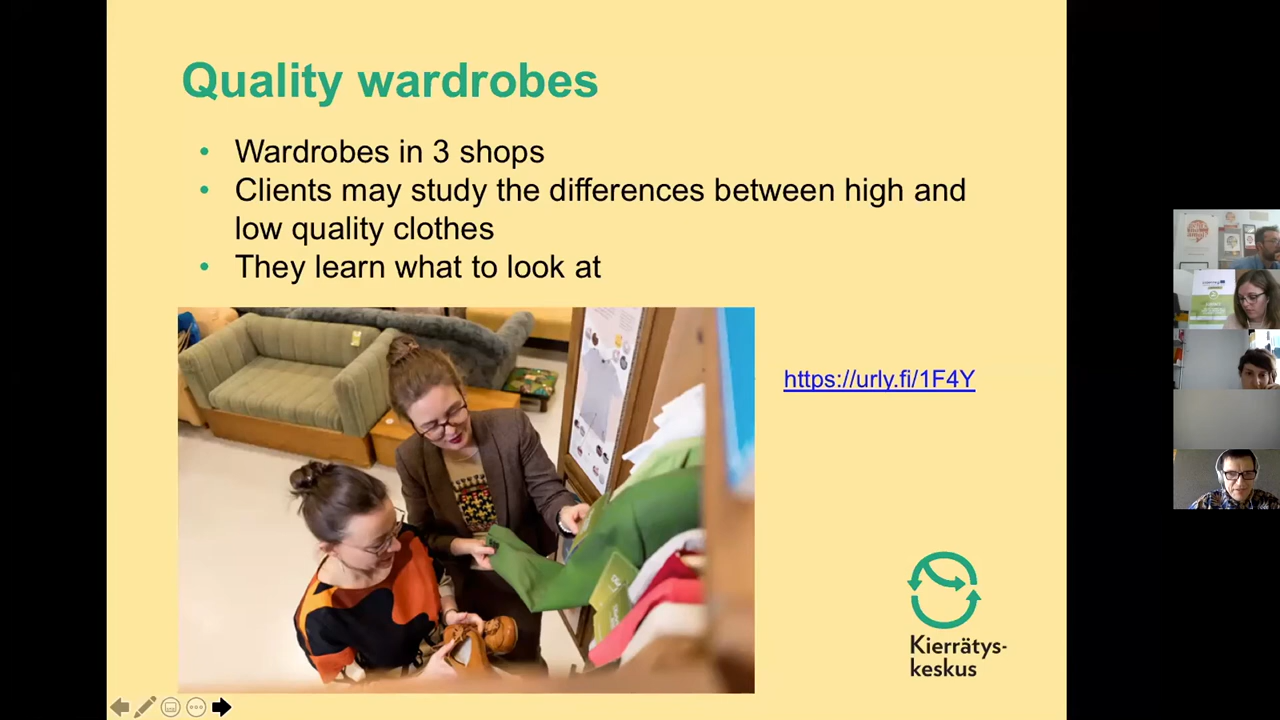 Quality wardrobes
• Wardrobes in 3 shops
• Clients may study the differences between high and
low quality clothes
• They learn what to look at
https://urly.fi/1F4Y
Kierrätys-
keskus